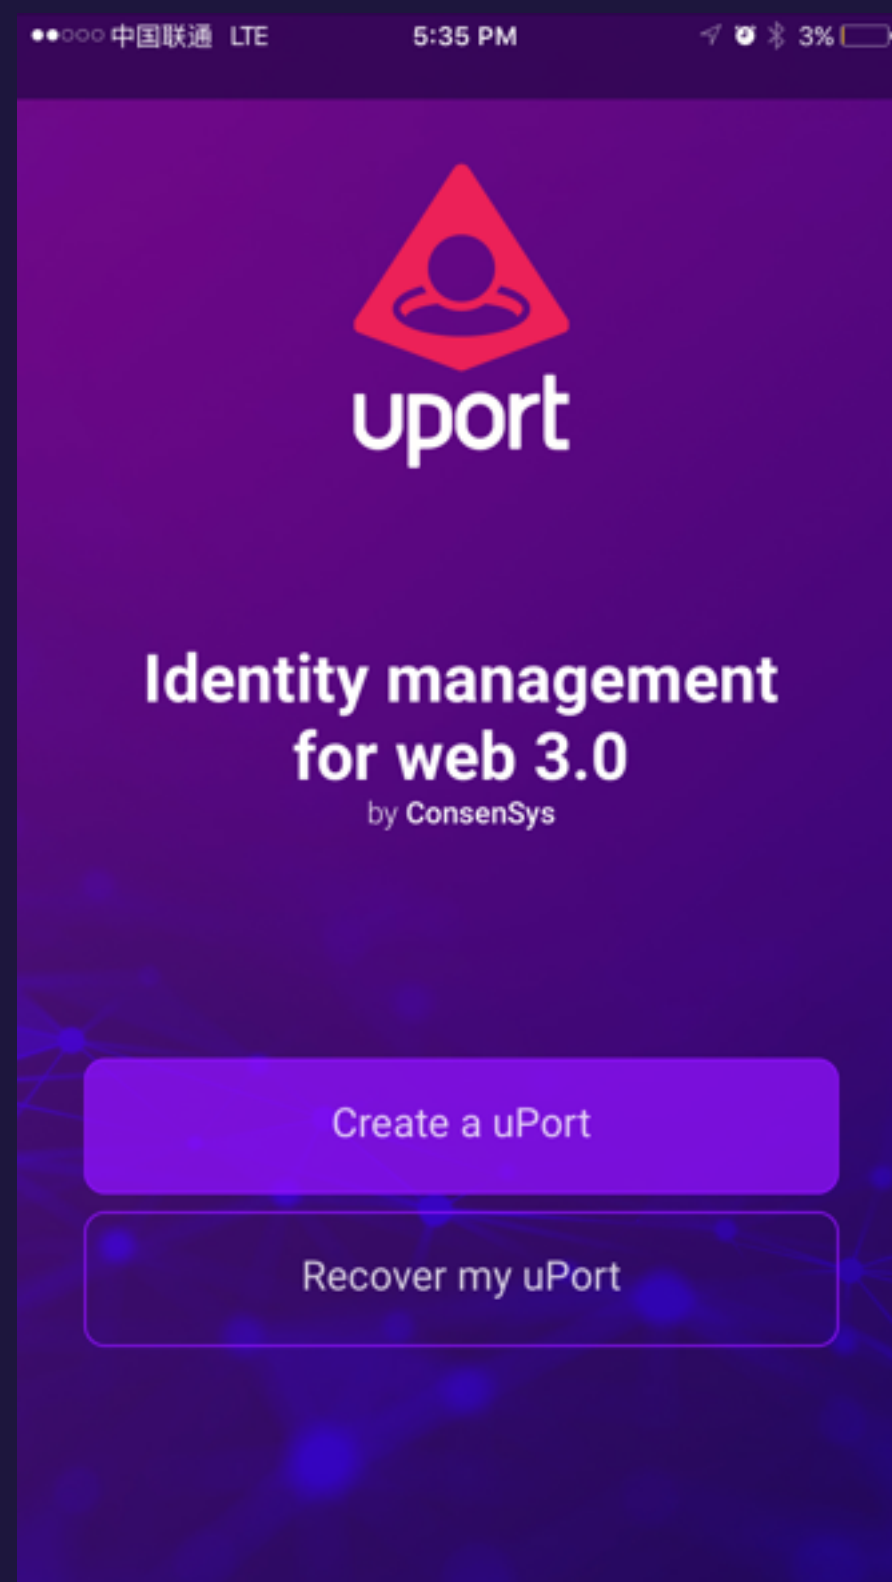 中国联通 LTE 5:35 PM 3%
uport
Identity management
for web 3.0
by ConsenSys
Create a uPort
Recover my uPort